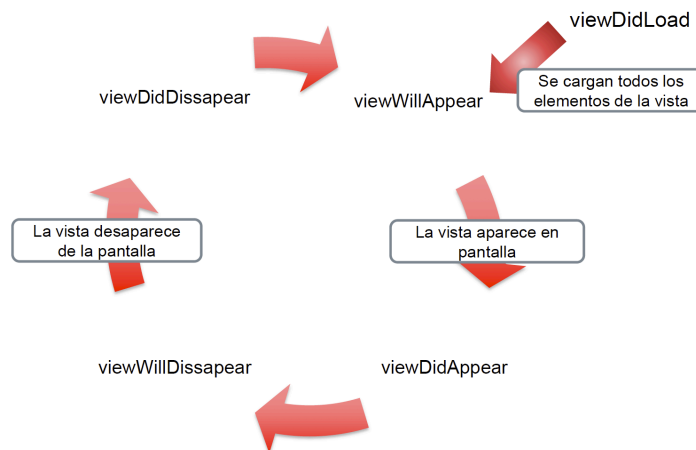 viewDidLoad
Se cargan todos los
elementos de la vista
viewDidDissapear
viewWillAppear
La vista desaparece
de la pantalla
La vista aparece en
pantalla
viewWillDissapear
viewDidAppear